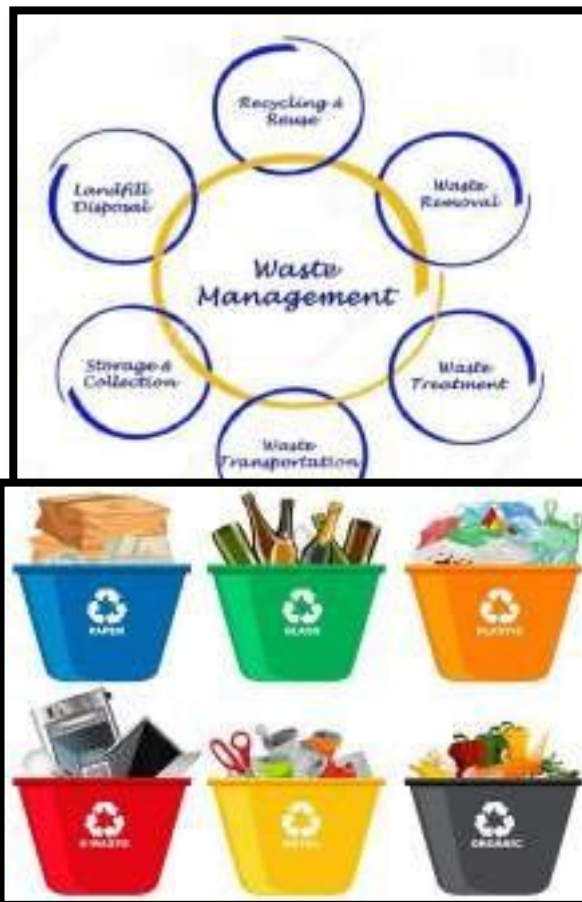 Recycling &
Reuse
Landfill
Disposal
Waste
Removal
Waste
Management
Storage &
Collection
Waste
Treatment
Waste
Transportation
PAPER
GLASS
PLASTIC
E-WASTE
METAL
ORGANIC